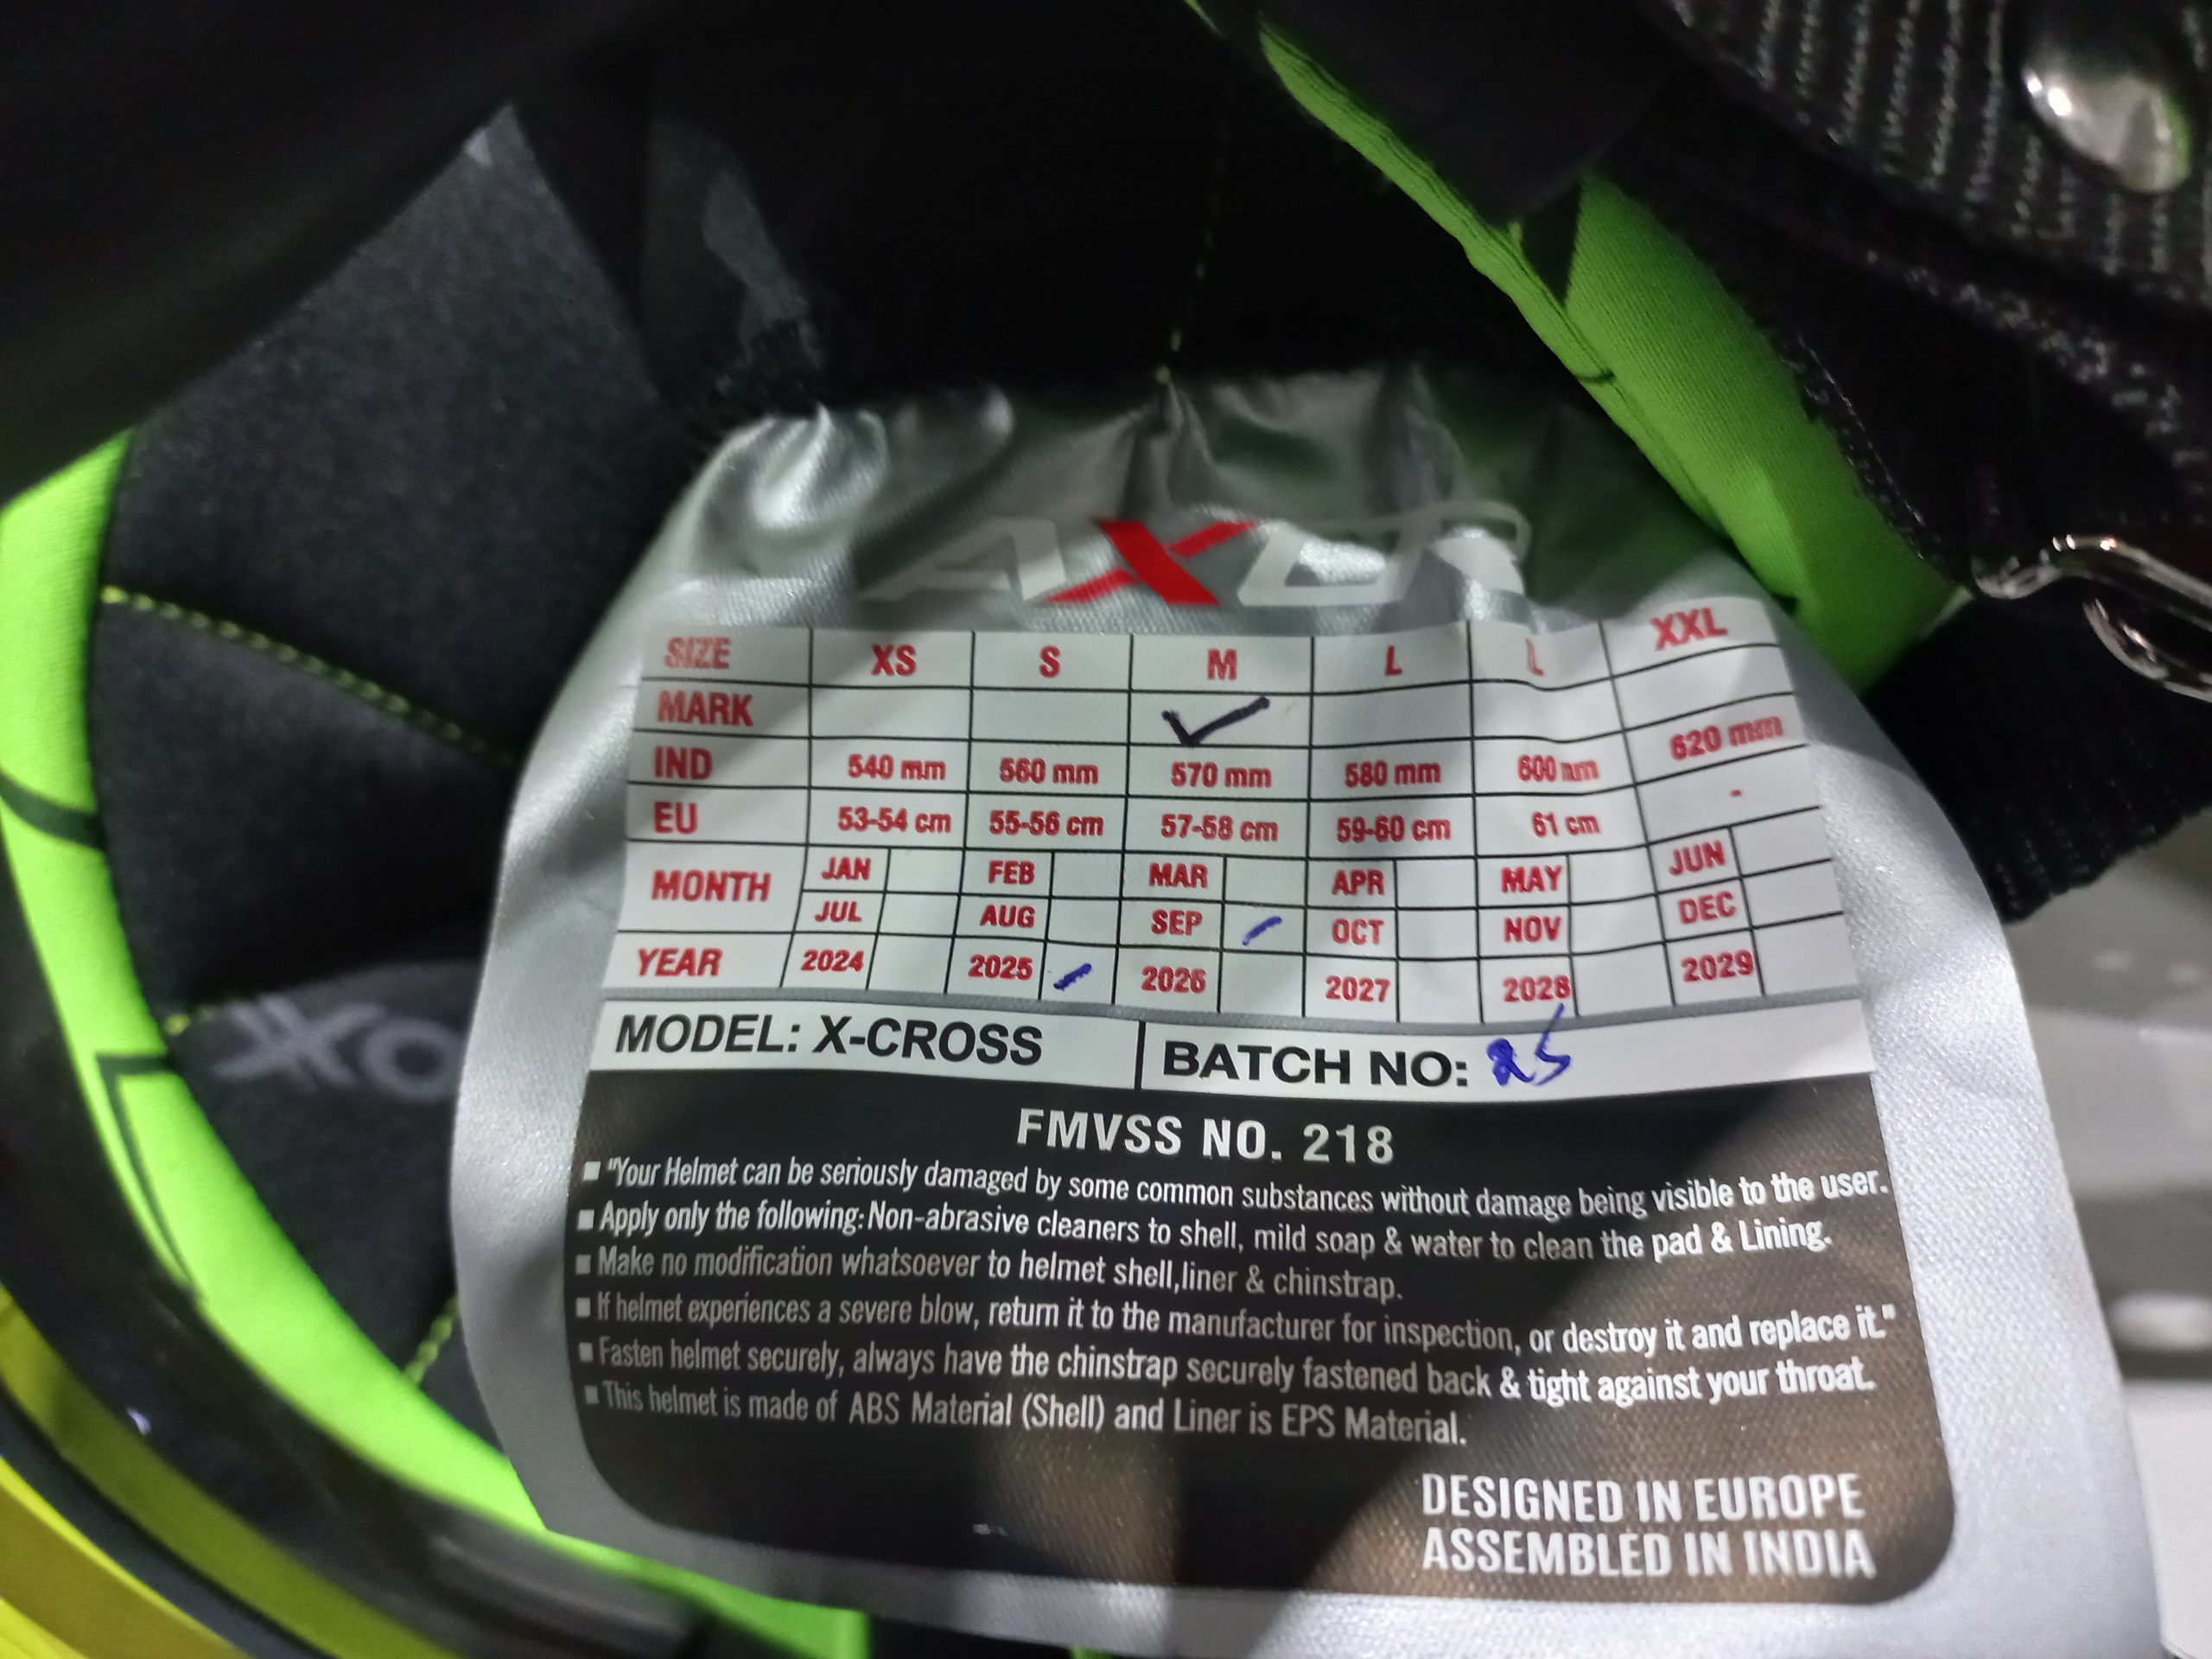 AXOR
SIZE XS S M L L XXL
MARK ✓
IND 540 mm 560 mm 570 mm 580 mm 600 mm 620 mm
EU 53-54 cm 55-56 cm 57-58 cm 59-60 cm 61 cm -
MONTH JAN FEB MAR APR MAY JUN
JUL AUG SEP OCT NOV DEC
YEAR 2024 2025 2026 2027 2028 2029
MODEL: X-CROSS BATCH NO: 25
FMVSS NO. 218
▪ "Your Helmet can be seriously damaged by some common substances without damage being visible to the user.
▪ Apply only the following: Non-abrasive cleaners to shell, mild soap & water to clean the pad & Lining.
▪ Make no modification whatsoever to helmet shell,liner & chinstrap.
▪ If helmet experiences a severe blow, return it to the manufacturer for inspection, or destroy it and replace it."
▪ Fasten helmet securely, always have the chinstrap securely fastened back & tight against your throat.
▪ This helmet is made of ABS Material (Shell) and Liner is EPS Material.
DESIGNED IN EUROPE
ASSEMBLED IN INDIA